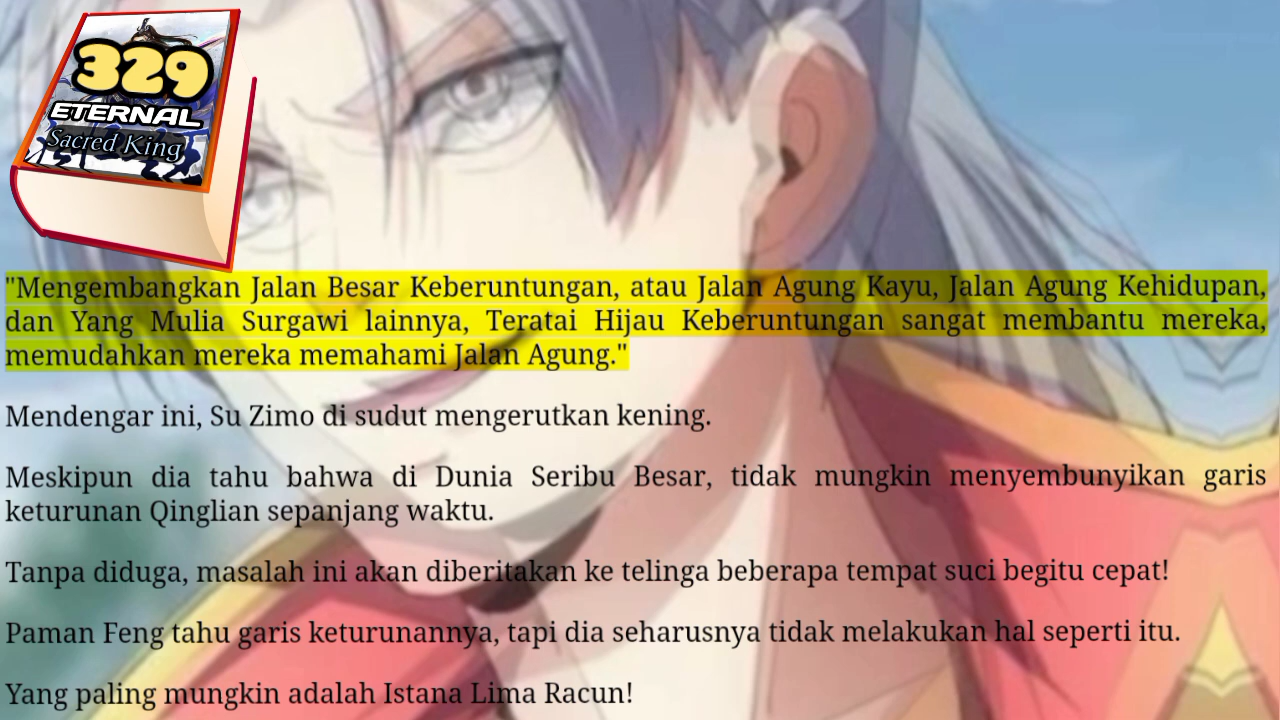 329
ETERNAL
Sacred King
"Mengembangkan Jalan Besar Keberuntungan, atau Jalan Agung Kayu, Jalan Agung Kehidupan,
dan Yang Mulia Surgawi lainnya, Teratai Hijau Keberuntungan sangat membantu mereka,
memudahkan mereka memahami Jalan Agung."
Mendengar ini, Su Zimo di sudut mengerutkan kening.
Meskipun dia tahu bahwa di Dunia Seribu Besar, tidak mungkin menyembunyikan garis
keturunan Qinglian sepanjang waktu.
Tanpa diduga, masalah ini akan diberitakan ke telinga beberapa tempat suci begitu cepat!
Paman Feng tahu garis keturunannya, tapi dia seharusnya tidak melakukan hal seperti itu.
Yang paling mungkin adalah Istana Lima Racun!